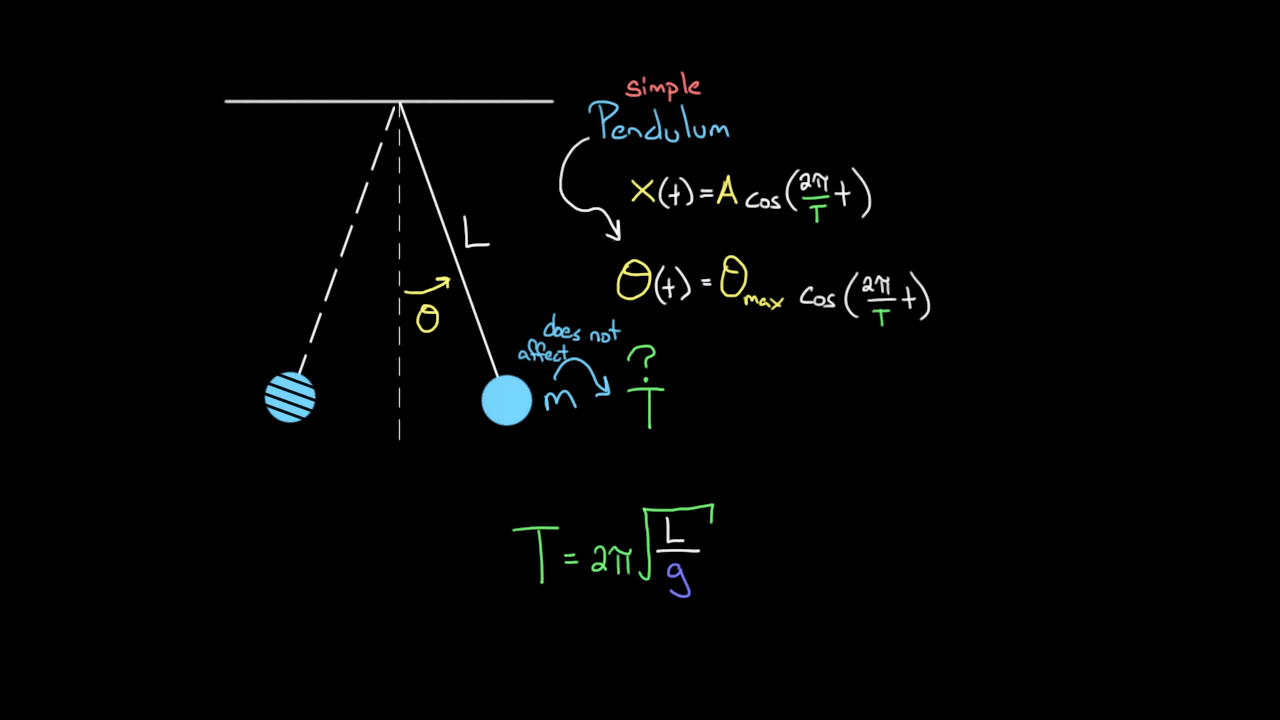 simple
Pendulum
X(t) = A cos(2π/T t)
θ(t) = θmax cos(2π/T t)
L
θ
does not
affect
m
?
T
T = 2π√(L/g)